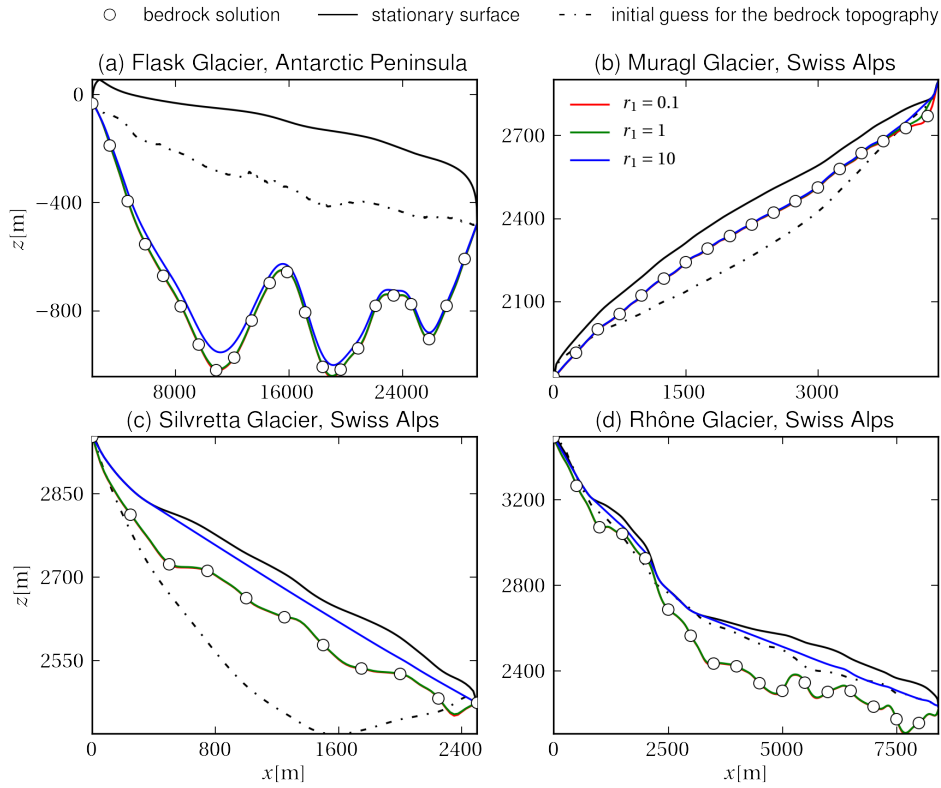 bedrock solution stationary surface initial guess for the bedrock topography
(a) Flask Glacier, Antarctic Peninsula
(b) Muragl Glacier, Swiss Alps
0
−400
−800
z[m]
8000 16000 24000
r₁ = 0.1
r₁ = 1
r₁ = 10
2700
2400
2100
0 1500 3000
(c) Silvretta Glacier, Swiss Alps
(d) Rhône Glacier, Swiss Alps
2850
2700
2550
z[m]
0 800 1600 2400
x[m]
3200
2800
2400
0 2500 5000 7500
x[m]